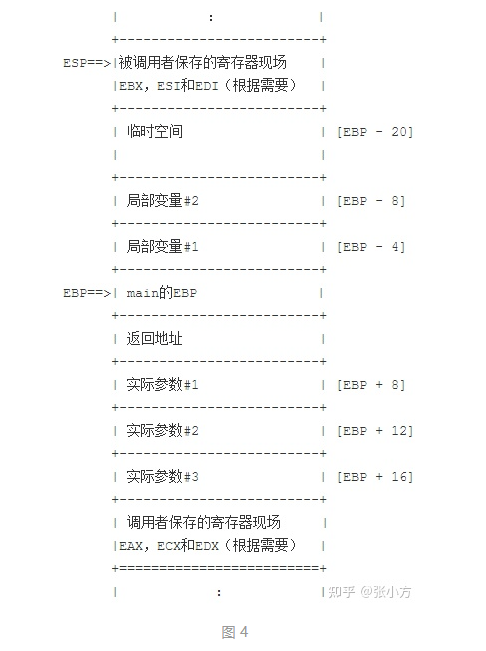 | : |
+-------------------------+
ESP==>|被调用者保存的寄存器现场 |
|EBX，ESI和EDI（根据需要） |
+-------------------------+
| 临时空间 | [EBP - 20]
| |
+-------------------------+
| 局部变量#2 | [EBP - 8]
+-------------------------+
| 局部变量#1 | [EBP - 4]
+-------------------------+
EBP==>| main的EBP |
+-------------------------+
| 返回地址 |
+-------------------------+
| 实际参数#1 | [EBP + 8]
+-------------------------+
| 实际参数#2 | [EBP + 12]
+-------------------------+
| 实际参数#3 | [EBP + 16]
+-------------------------+
| 调用者保存的寄存器现场 |
|EAX，ECX和EDX（根据需要） |
+=========================+
| : |
知乎 @张小方
图 4